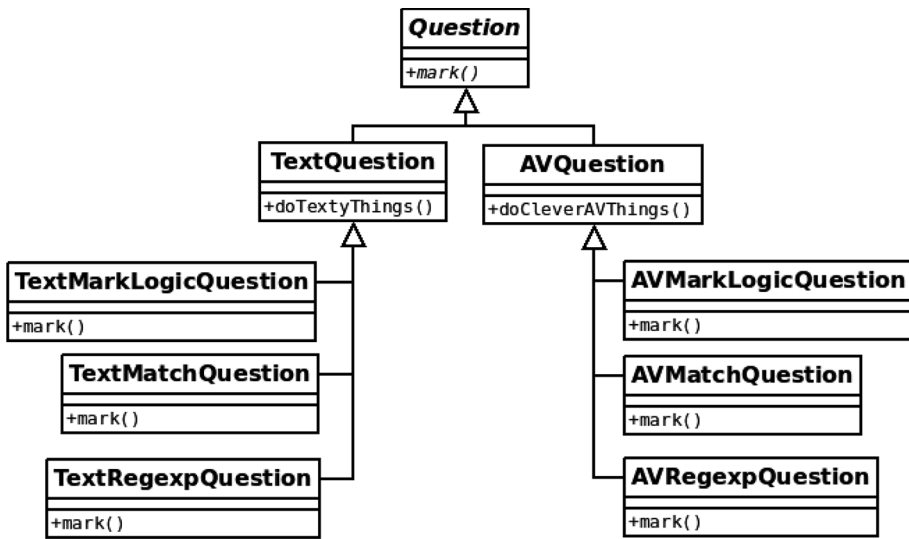 Question
+mark()
TextQuestion
+doTextyThings()
AVQuestion
+doCleverAVThings()
TextMarkLogicQuestion
+mark()
TextMatchQuestion
+mark()
TextRegexpQuestion
+mark()
AVMarkLogicQuestion
+mark()
AVMatchQuestion
+mark()
AVRegexpQuestion
+mark()